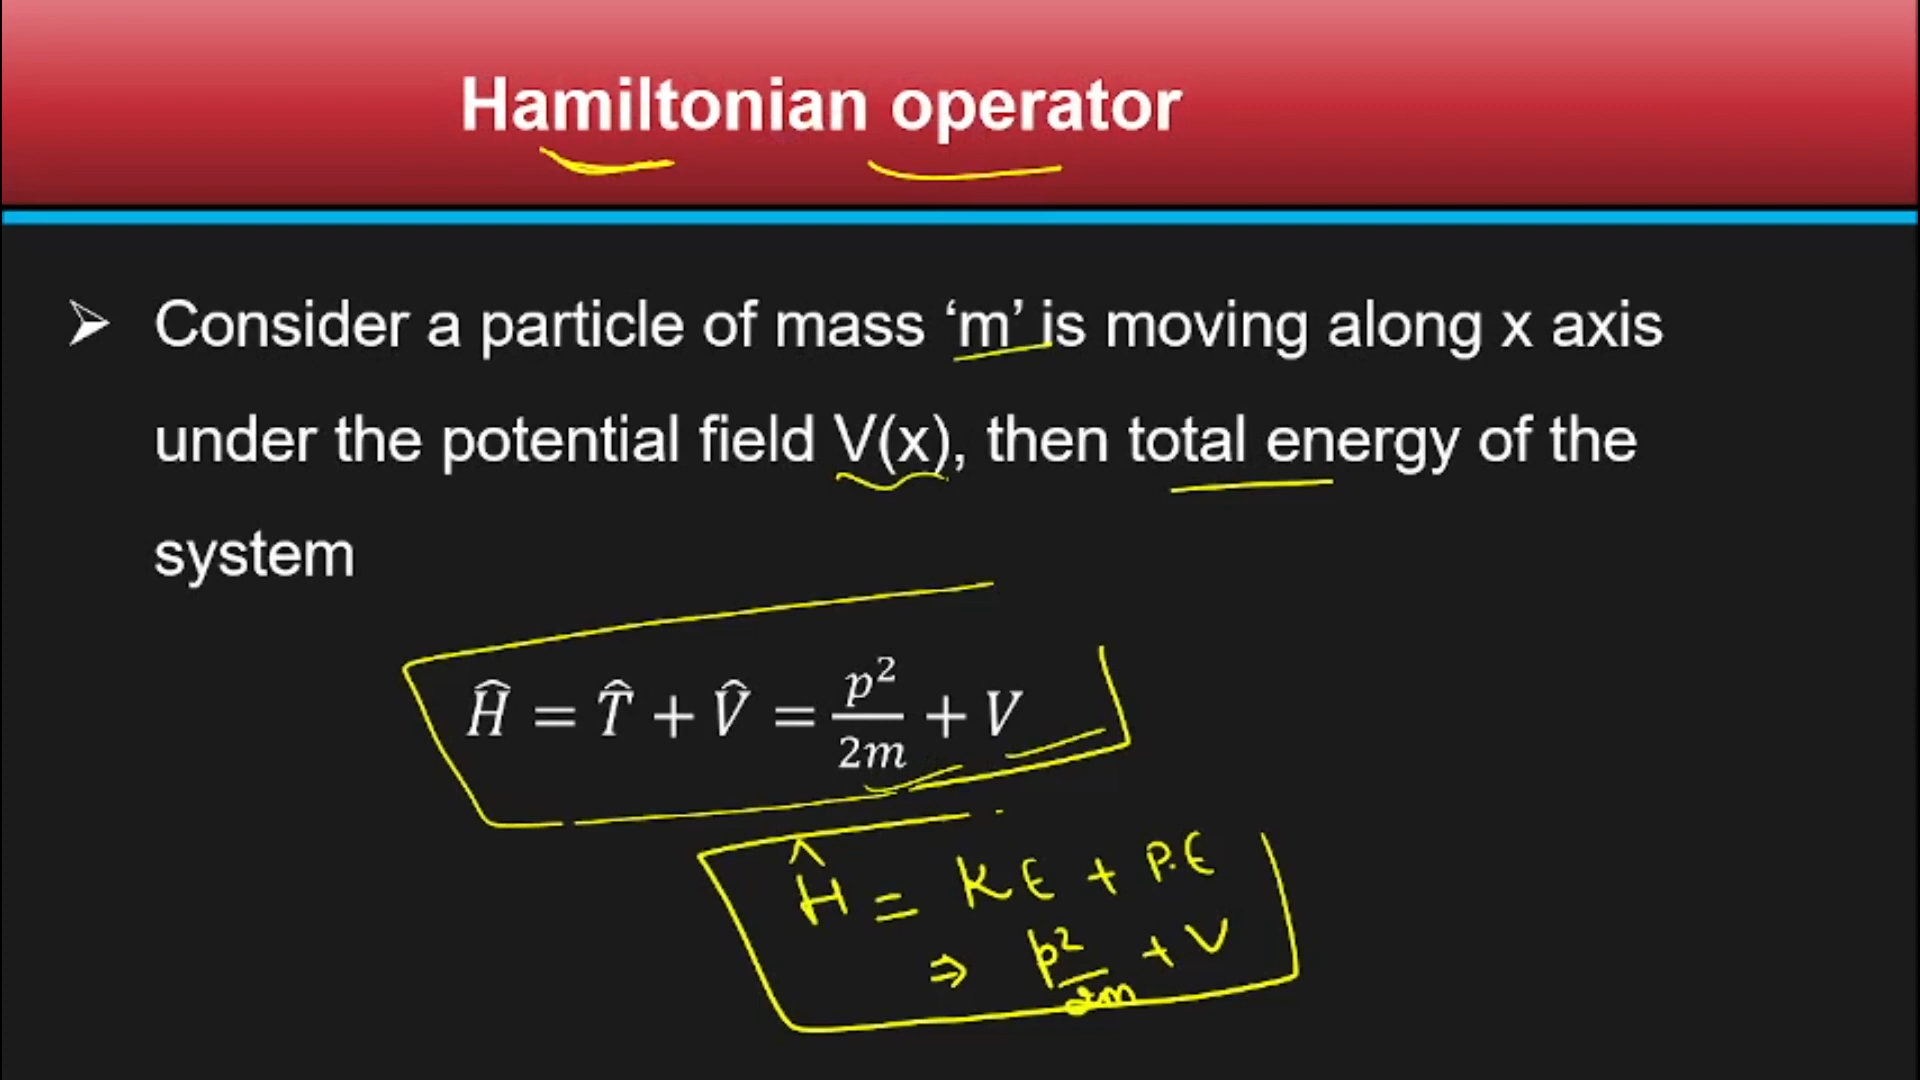 Hamiltonian operator
➢ Consider a particle of mass ‘m’ is moving along x axis
under the potential field V(x), then total energy of the
system
Ĥ = T̂ + V̂ = p²/2m + V
Ĥ = KE + P.E
⇒ p²/2m + V